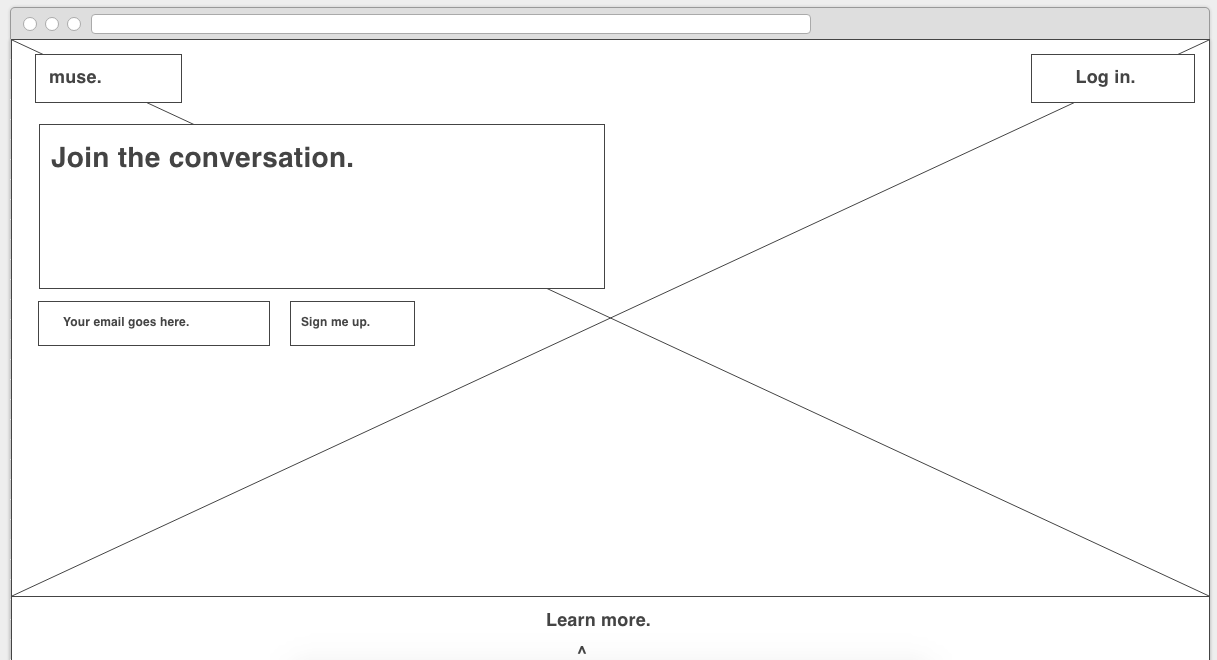 muse.
Log in.
Join the conversation.
Your email goes here.
Sign me up.
Learn more.
^